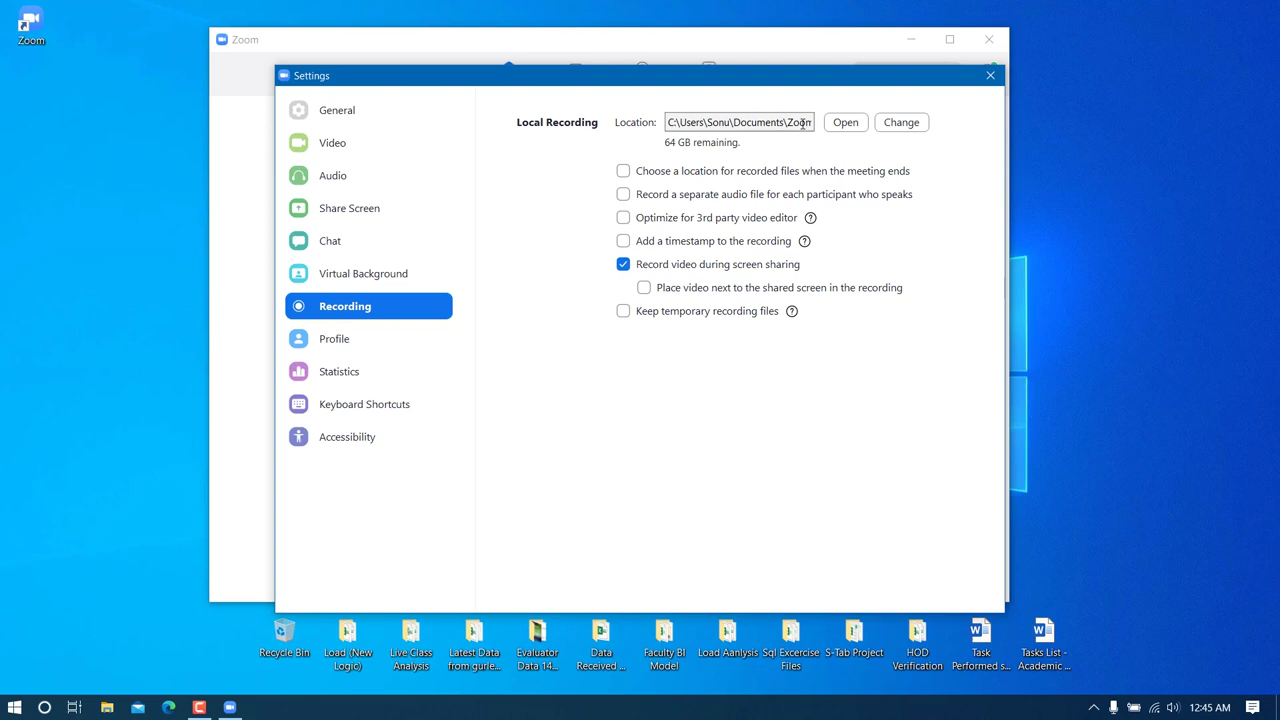 Zoom
Zoom
Settings
General
Video
Audio
Share Screen
Chat
Virtual Background
Recording
Profile
Statistics
Keyboard Shortcuts
Accessibility
Local Recording
Location:
C:\Users\Sonu\Documents\Zoom
Open
Change
64 GB remaining.
Choose a location for recorded files when the meeting ends
Record a separate audio file for each participant who speaks
Optimize for 3rd party video editor ?
Add a timestamp to the recording ?
Record video during screen sharing
Place video next to the shared screen in the recording
Keep temporary recording files ?
Recycle Bin
Load (New
Logic)
Live Class
Analysis
Latest Data
from gurle...
Evaluator
Data 14...
Data
Received ...
Faculty BI
Model
Load Aanlysis
Sql Excercise
Files
S-Tab Project
HOD
Verification
Task
Performed s...
Tasks List -
Academic ...
12:45 AM